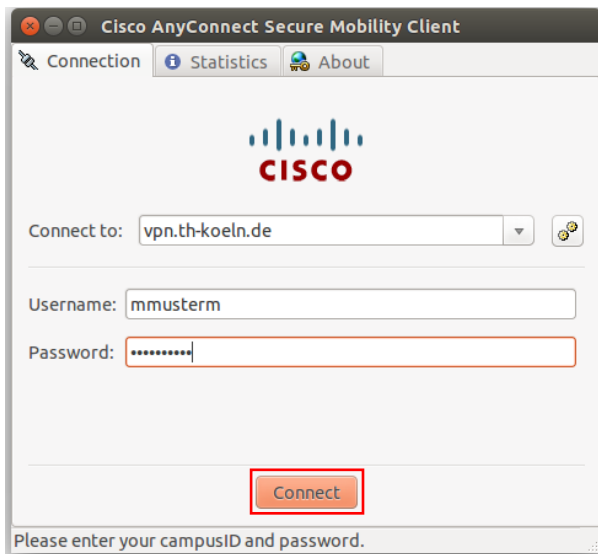 Cisco AnyConnect Secure Mobility Client
Connection Statistics About
CISCO
Connect to: vpn.th-koeln.de
Username: mmusterm
Password: ••••••••••
Connect
Please enter your campusID and password.